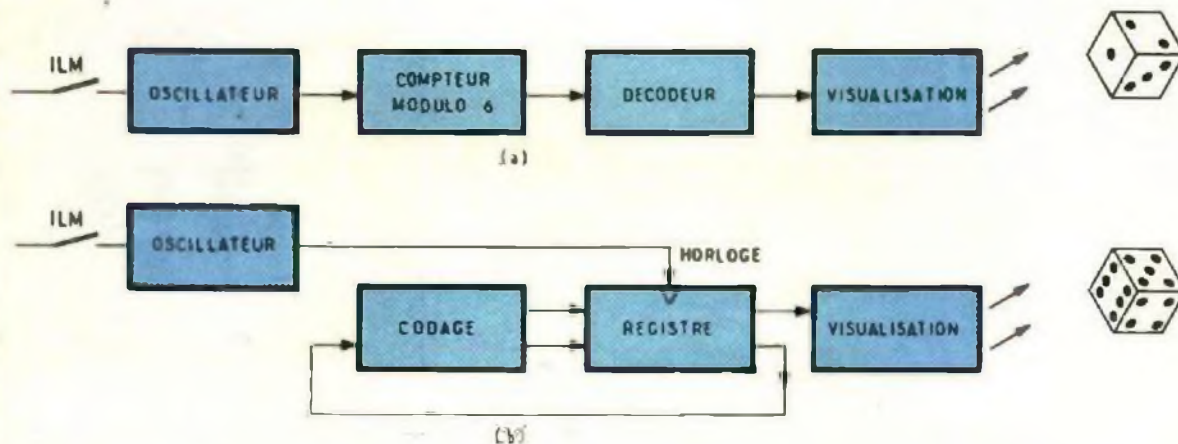 ILM
OSCILLATEUR
COMPTEUR
MODULO 6
DECODEUR
VISUALISATION
(a)
ILM
OSCILLATEUR
HORLOGE
CODAGE
REGISTRE
VISUALISATION
(b)